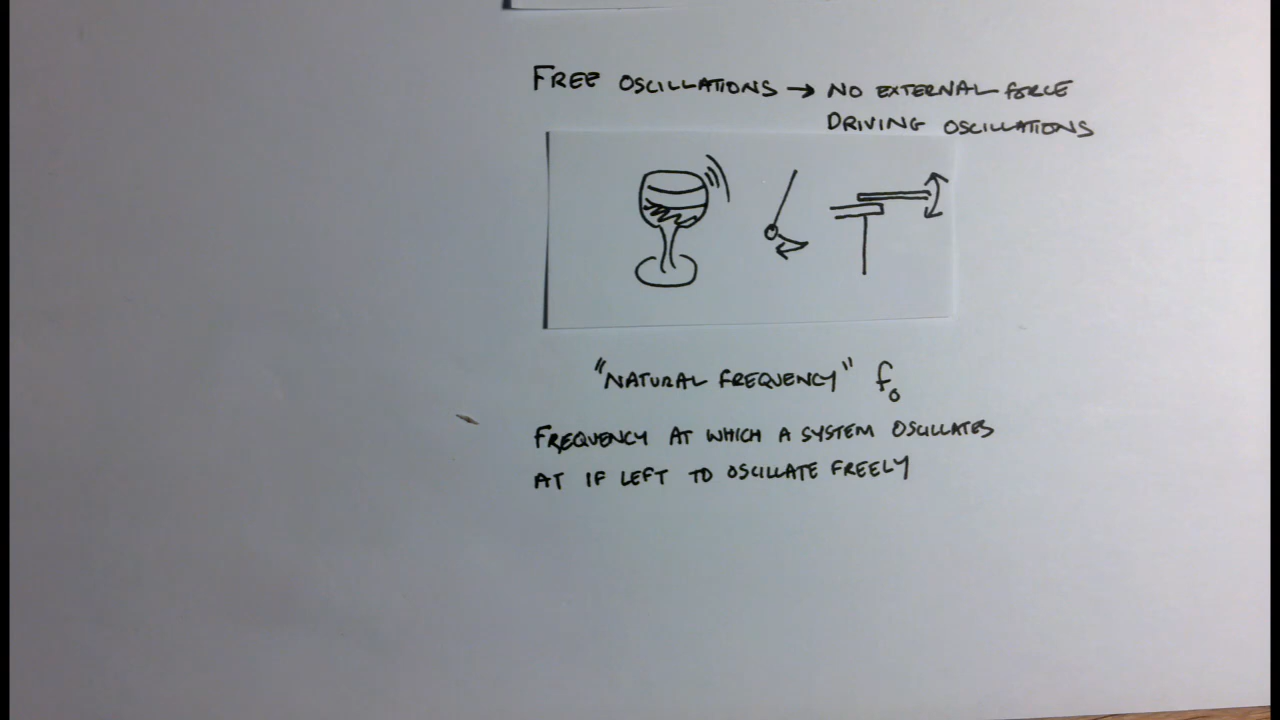 FREE OSCILLATIONS → NO EXTERNAL FORCE
DRIVING OSCILLATIONS
"NATURAL FREQUENCY" f₀
FREQUENCY AT WHICH A SYSTEM OSCILLATES
AT IF LEFT TO OSCILLATE FREELY